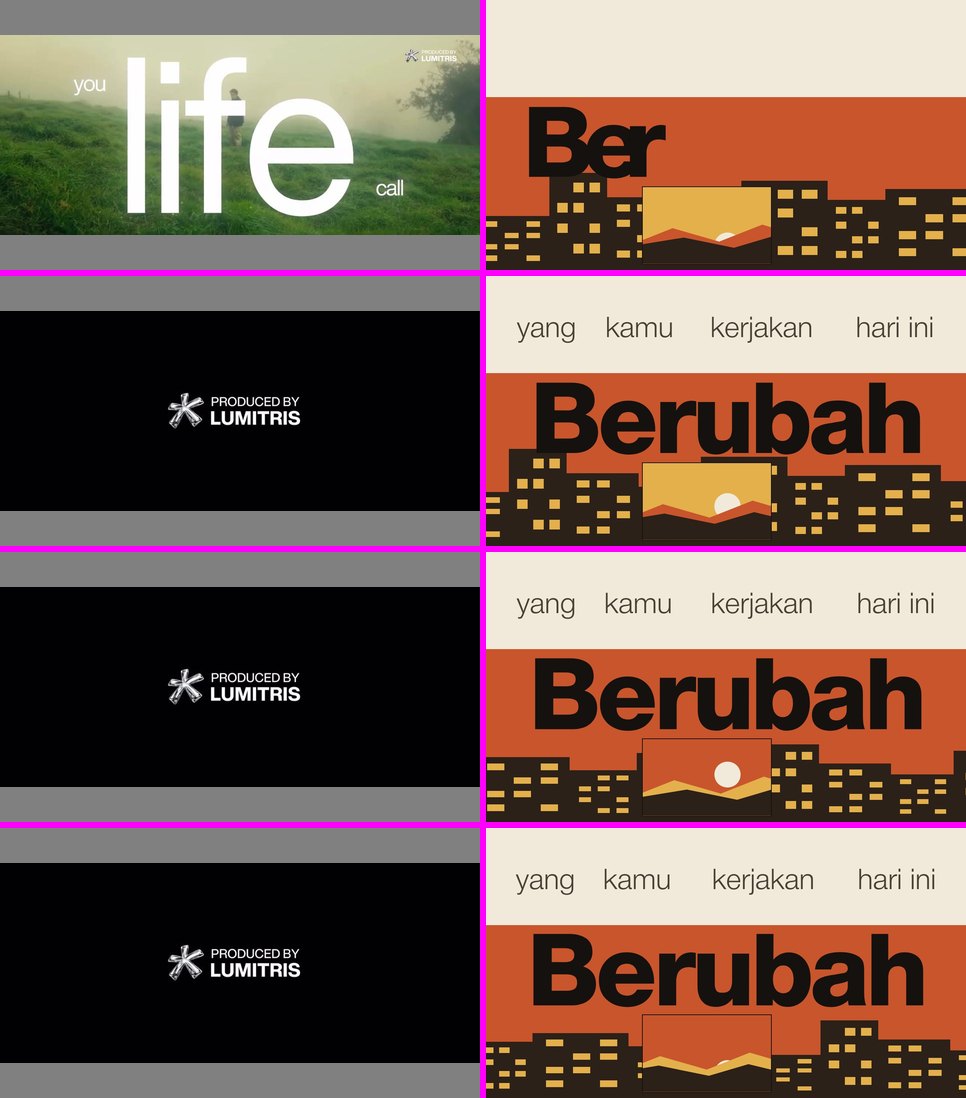 you
life
call
PRODUCED BY
LUMITRIS
Ber
PRODUCED BY
LUMITRIS
yang kamu kerjakan hari ini
Berubah
PRODUCED BY
LUMITRIS
yang kamu kerjakan hari ini
Berubah
PRODUCED BY
LUMITRIS
yang kamu kerjakan hari ini
Berubah